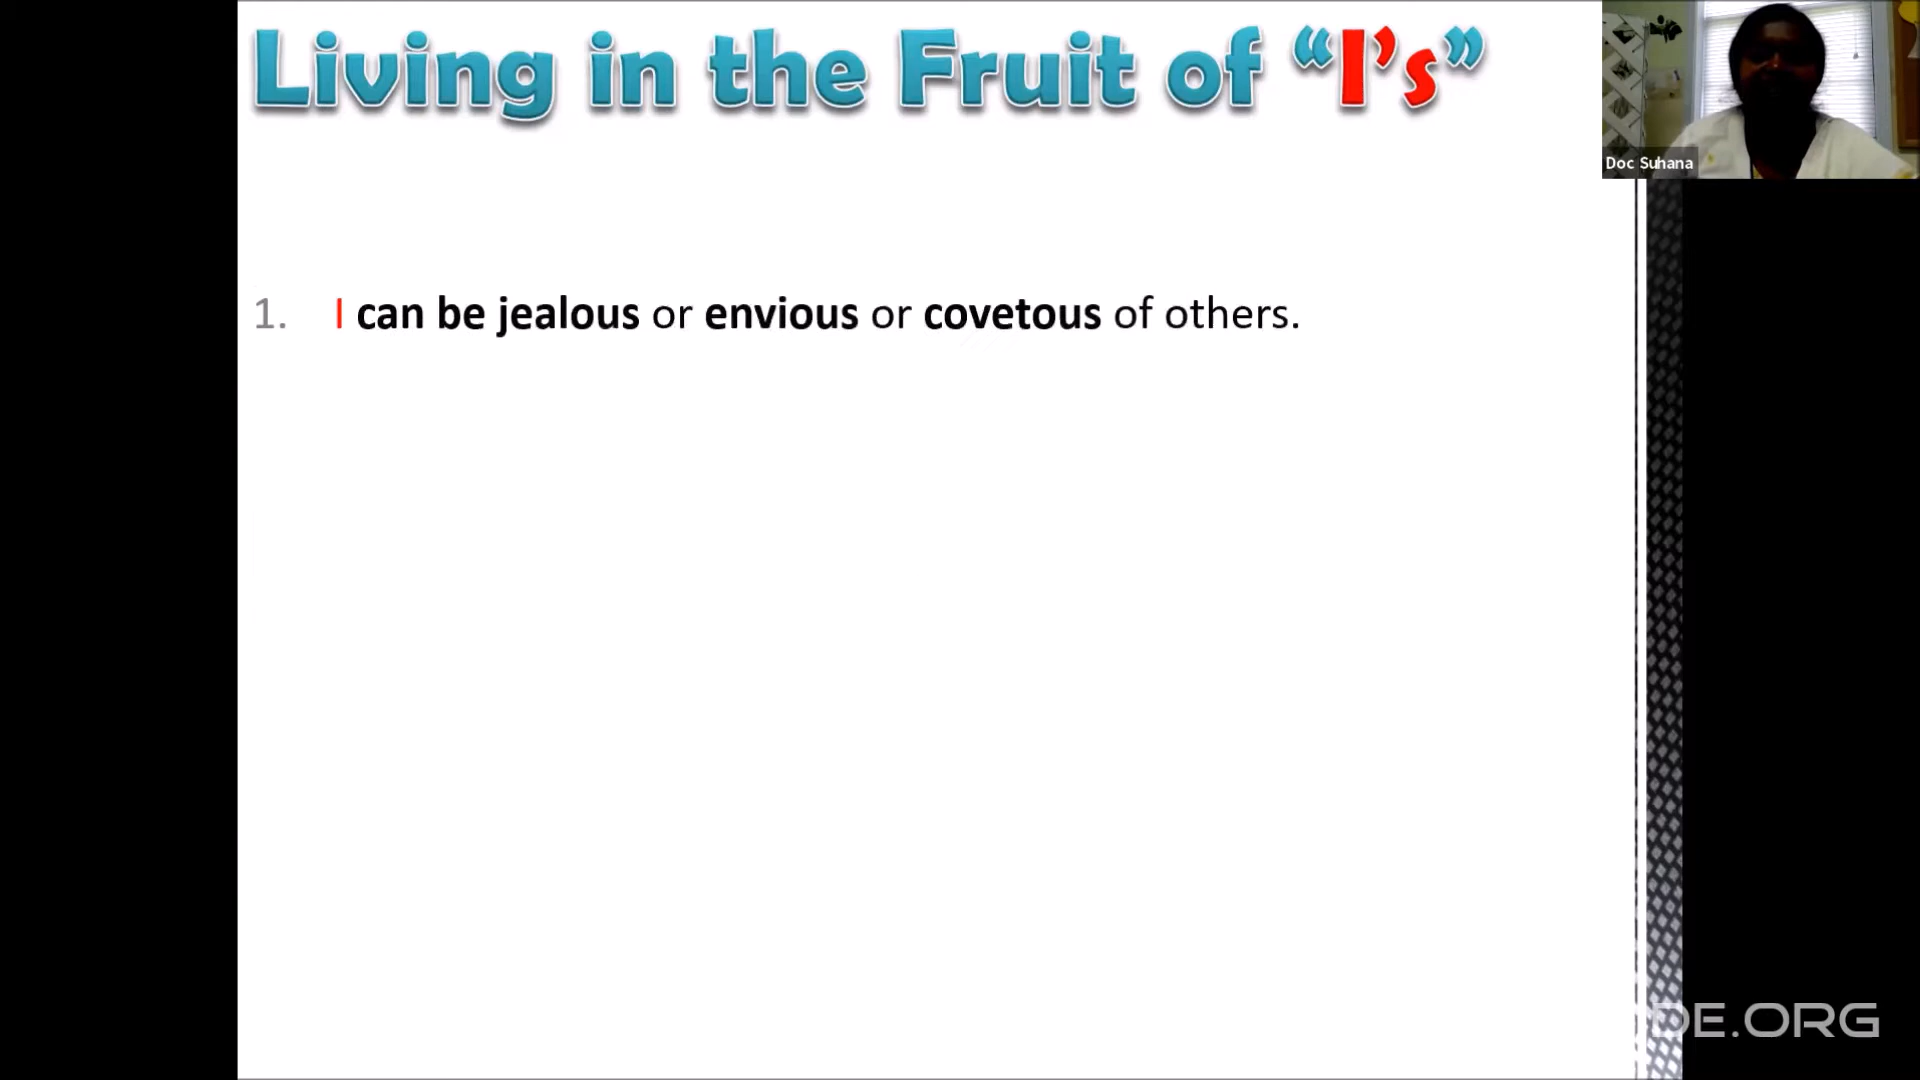 Living in the Fruit of “I’s”
Doc Suhana
1. I can be jealous or envious or covetous of others.
DE.ORG